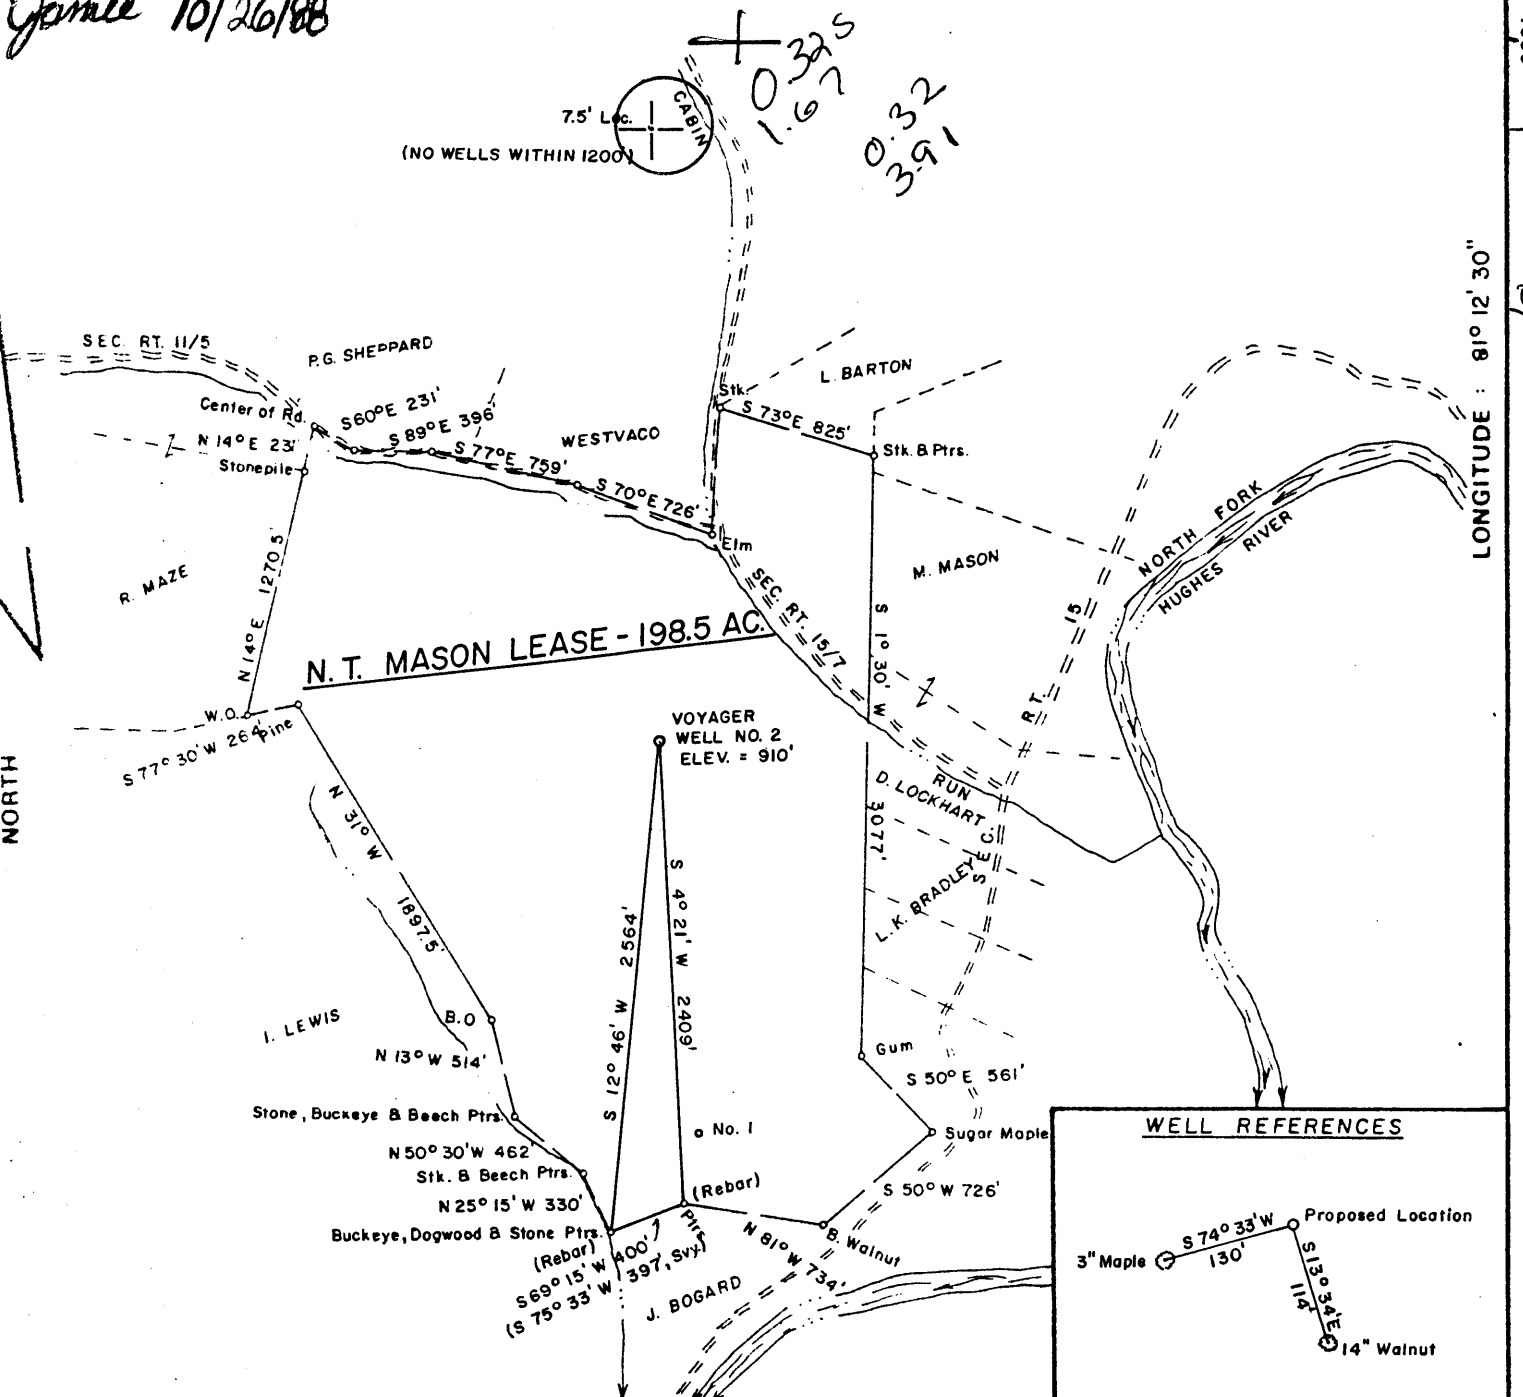 Jamie 10/26/88
0.325
1.67
0.32
3.91
7.5' Loc.
(NO WELLS WITHIN 1200')
CABIN
LONGITUDE : 81° 12' 30"
SEC. RT. 11/5
P.G. SHEPPARD
L. BARTON
Stk.
S 73°E 825'
Center of Rd.
S60°E 231'
S 89°E 396'
WESTVACO
N 14°E 23'
S 77°E 759'
Stk. & Ptrs.
Stonepile
S 70°E 726'
Elm
NORTH FORK
HUGHES RIVER
R. MAZE
N 14°E 1270.5
SEC. RT. 15/7
M. MASON
S 1° 30' W
3077'
SEC. RT. 15
N.T. MASON LEASE - 198.5 AC.
W.O.
Pine
S 77° 30' W 264'
NORTH
VOYAGER
WELL NO. 2
ELEV. = 910'
RUN
D. LOCKHART
N 31° W 1897.5'
S 12° 46' W 2564'
S 4° 21' W 2409'
L.K. BRADLEY
I. LEWIS
B.O
N 13° W 514'
Gum
S 50° E 561'
Stone, Buckeye & Beech Ptrs.
No. 1
Sugar Maple
N 50° 30' W 462'
Stk. & Beech Ptrs.
N 25° 15' W 330'
(Rebar)
Ptrs.
S 50° W 726'
Buckeye, Dogwood & Stone Ptrs.
(Rebar)
S 69° 15' W 400'
(S 75° 33' W 397', Svy.)
N 81° W 734'
B. Walnut
J. BOGARD
WELL REFERENCES
S 74° 33' W
130'
Proposed Location
3" Maple
S 13° 34' E
114'
14" Walnut